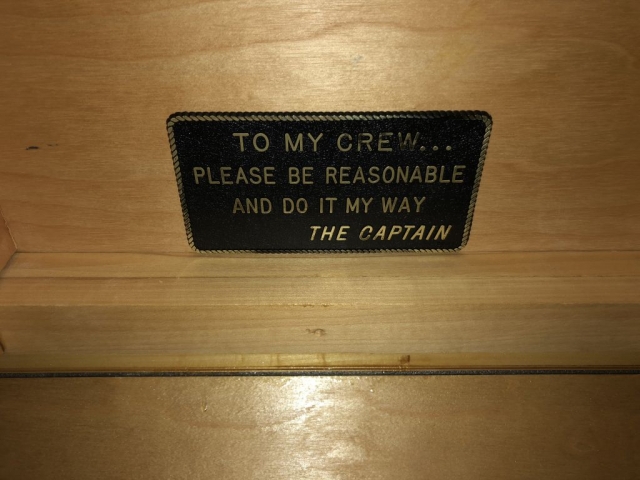 TO MY CREW...
PLEASE BE REASONABLE
AND DO IT MY WAY
THE CAPTAIN